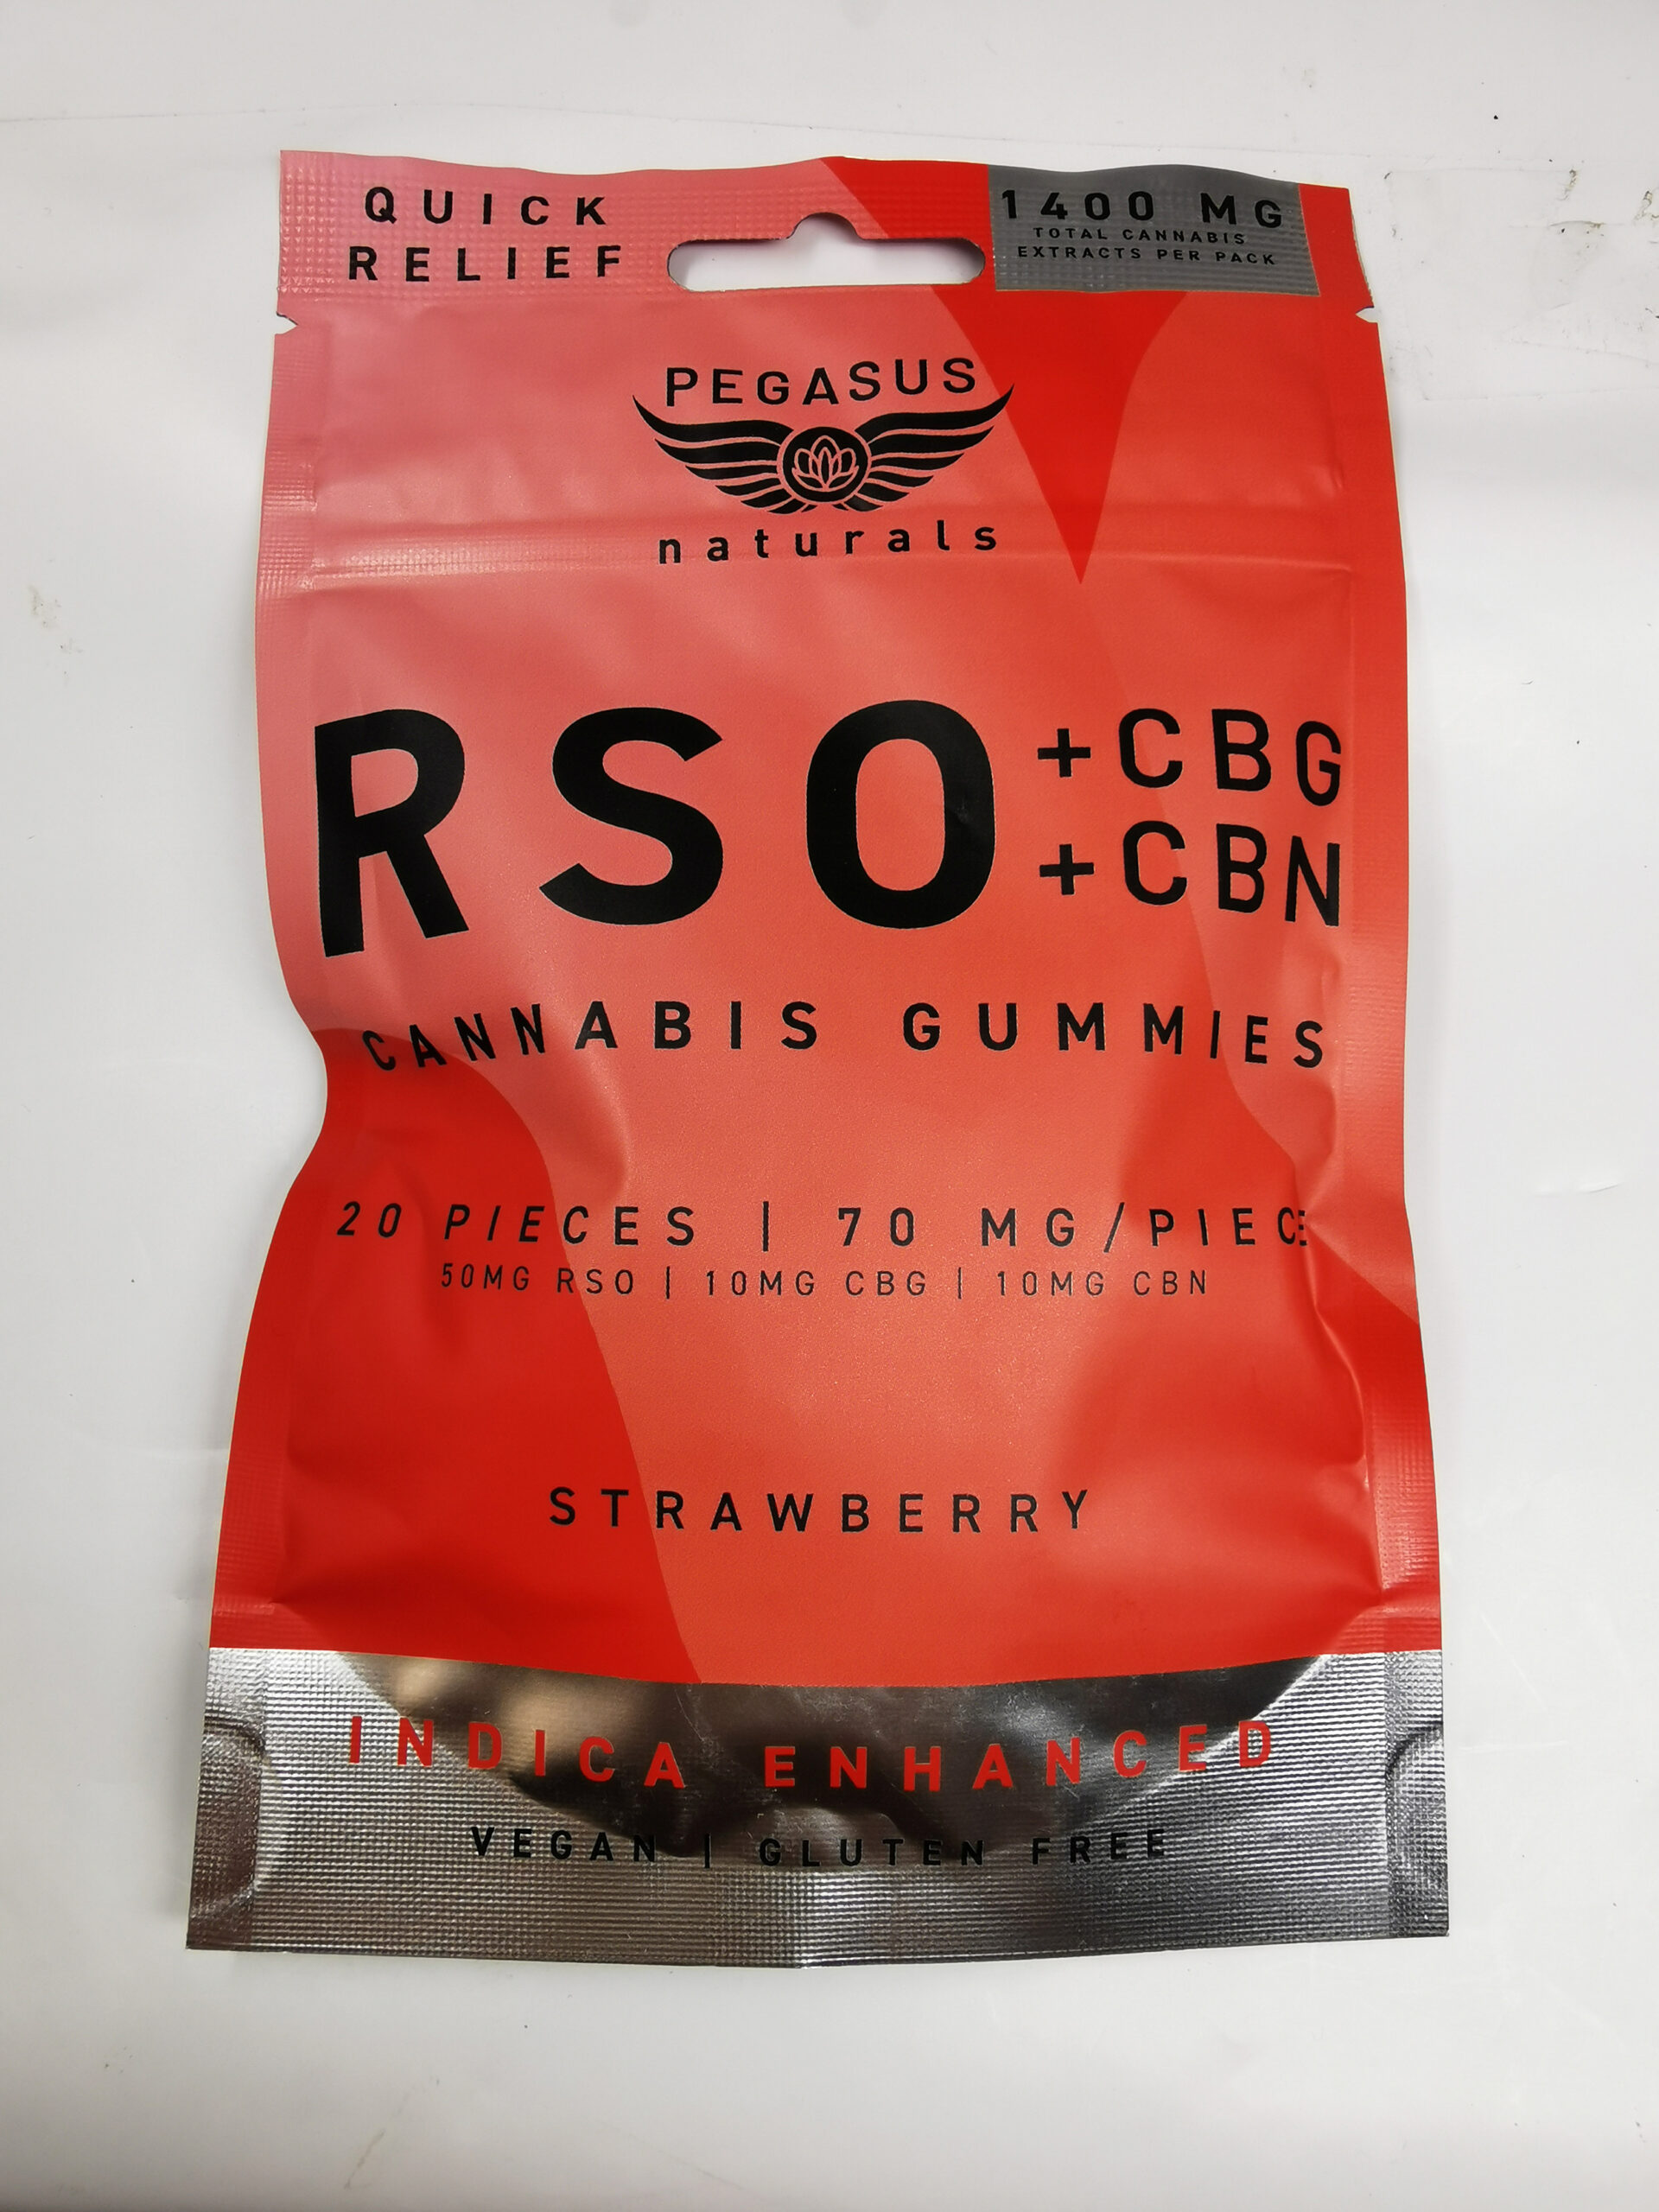 QUICK
RELIEF
1400 MG
TOTAL CANNABIS
EXTRACTS PER PACK
PEGASUS
naturals
RSO +CBG
+CBN
CANNABIS GUMMIES
20 PIECES | 70 MG/PIECE
50MG RSO | 10MG CBG | 10MG CBN
STRAWBERRY
INDICA ENHANCED
VEGAN | GLUTEN FREE